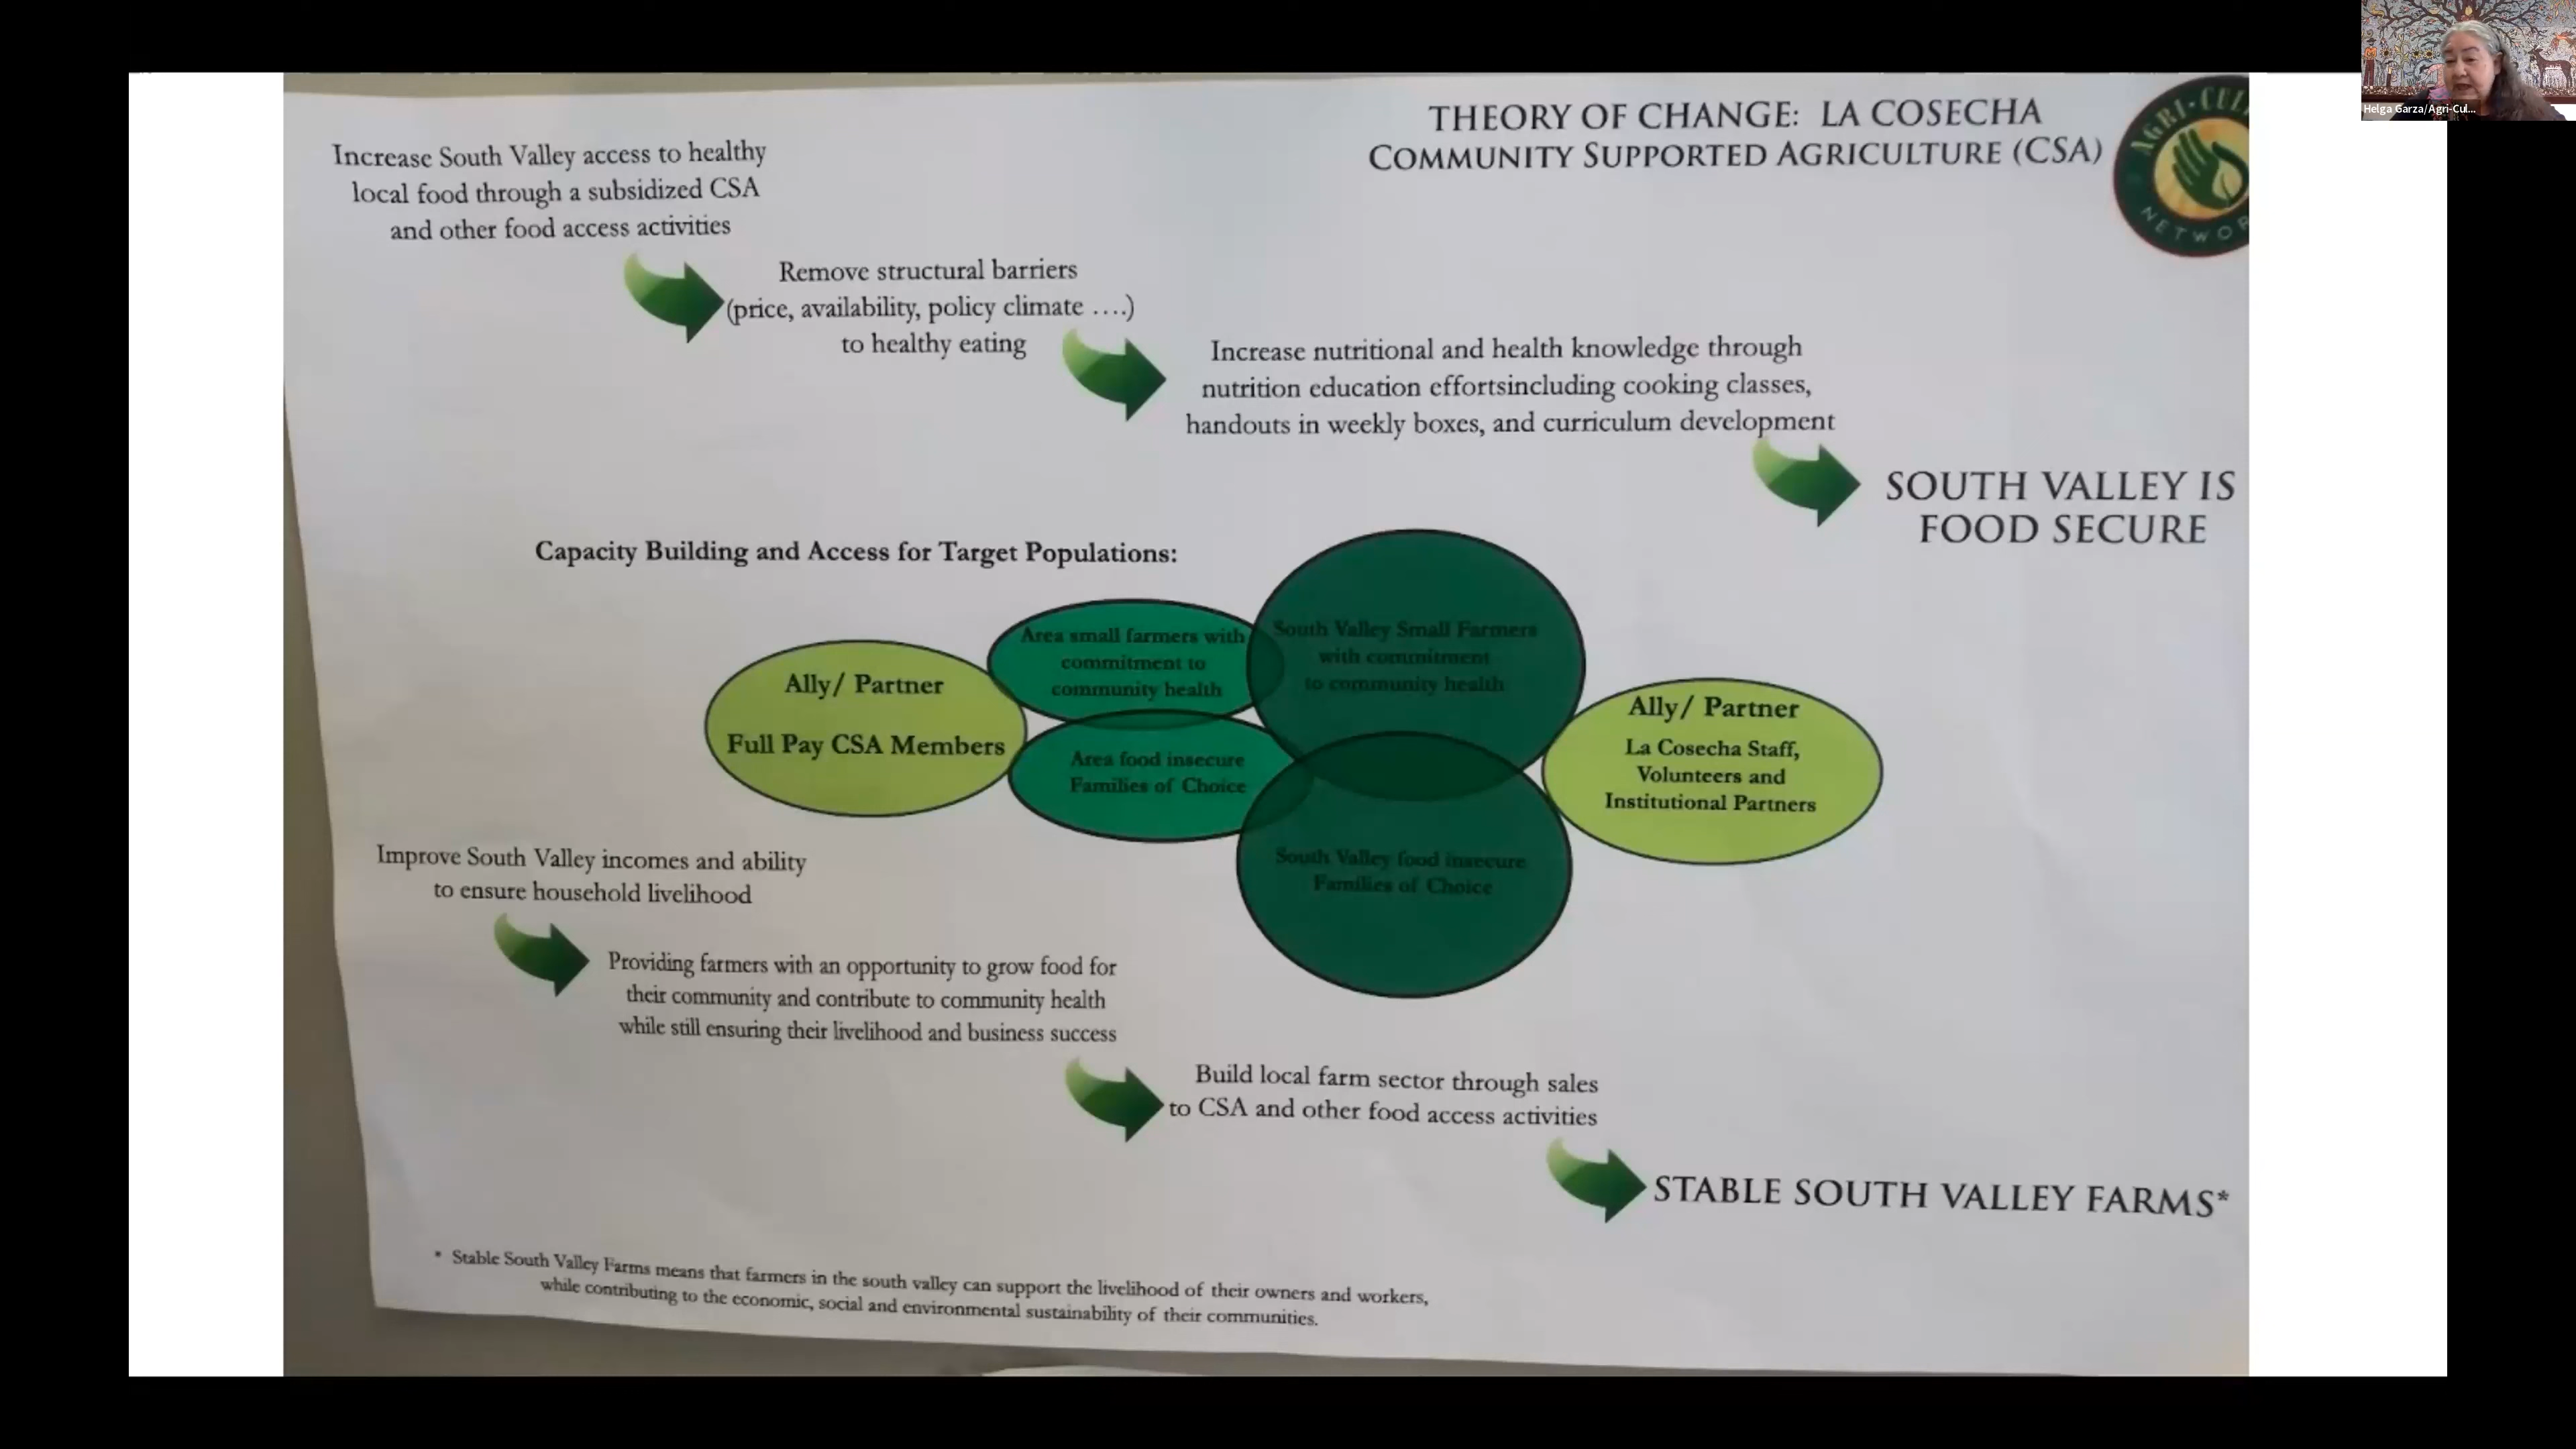 Helga Garza/Agri-Cul...
THEORY OF CHANGE: LA COSECHA
COMMUNITY SUPPORTED AGRICULTURE (CSA)
AGRI-CUL
NETWOR
Increase South Valley access to healthy
local food through a subsidized CSA
and other food access activities
Remove structural barriers
(price, availability, policy climate ….)
to healthy eating
Increase nutritional and health knowledge through
nutrition education effortsincluding cooking classes,
handouts in weekly boxes, and curriculum development
SOUTH VALLEY IS
FOOD SECURE
Capacity Building and Access for Target Populations:
Ally/ Partner
Full Pay CSA Members
Area small farmers with
commitment to
community health
Area food insecure
Families of Choice
South Valley Small Farmers
with commitment
to community health
South Valley food insecure
Families of Choice
Ally/ Partner
La Cosecha Staff,
Volunteers and
Institutional Partners
Improve South Valley incomes and ability
to ensure household livelihood
Providing farmers with an opportunity to grow food for
their community and contribute to community health
while still ensuring their livelihood and business success
Build local farm sector through sales
to CSA and other food access activities
STABLE SOUTH VALLEY FARMS*
* Stable South Valley Farms means that farmers in the south valley can support the livelihood of their owners and workers,
while contributing to the economic, social and environmental sustainability of their communities.